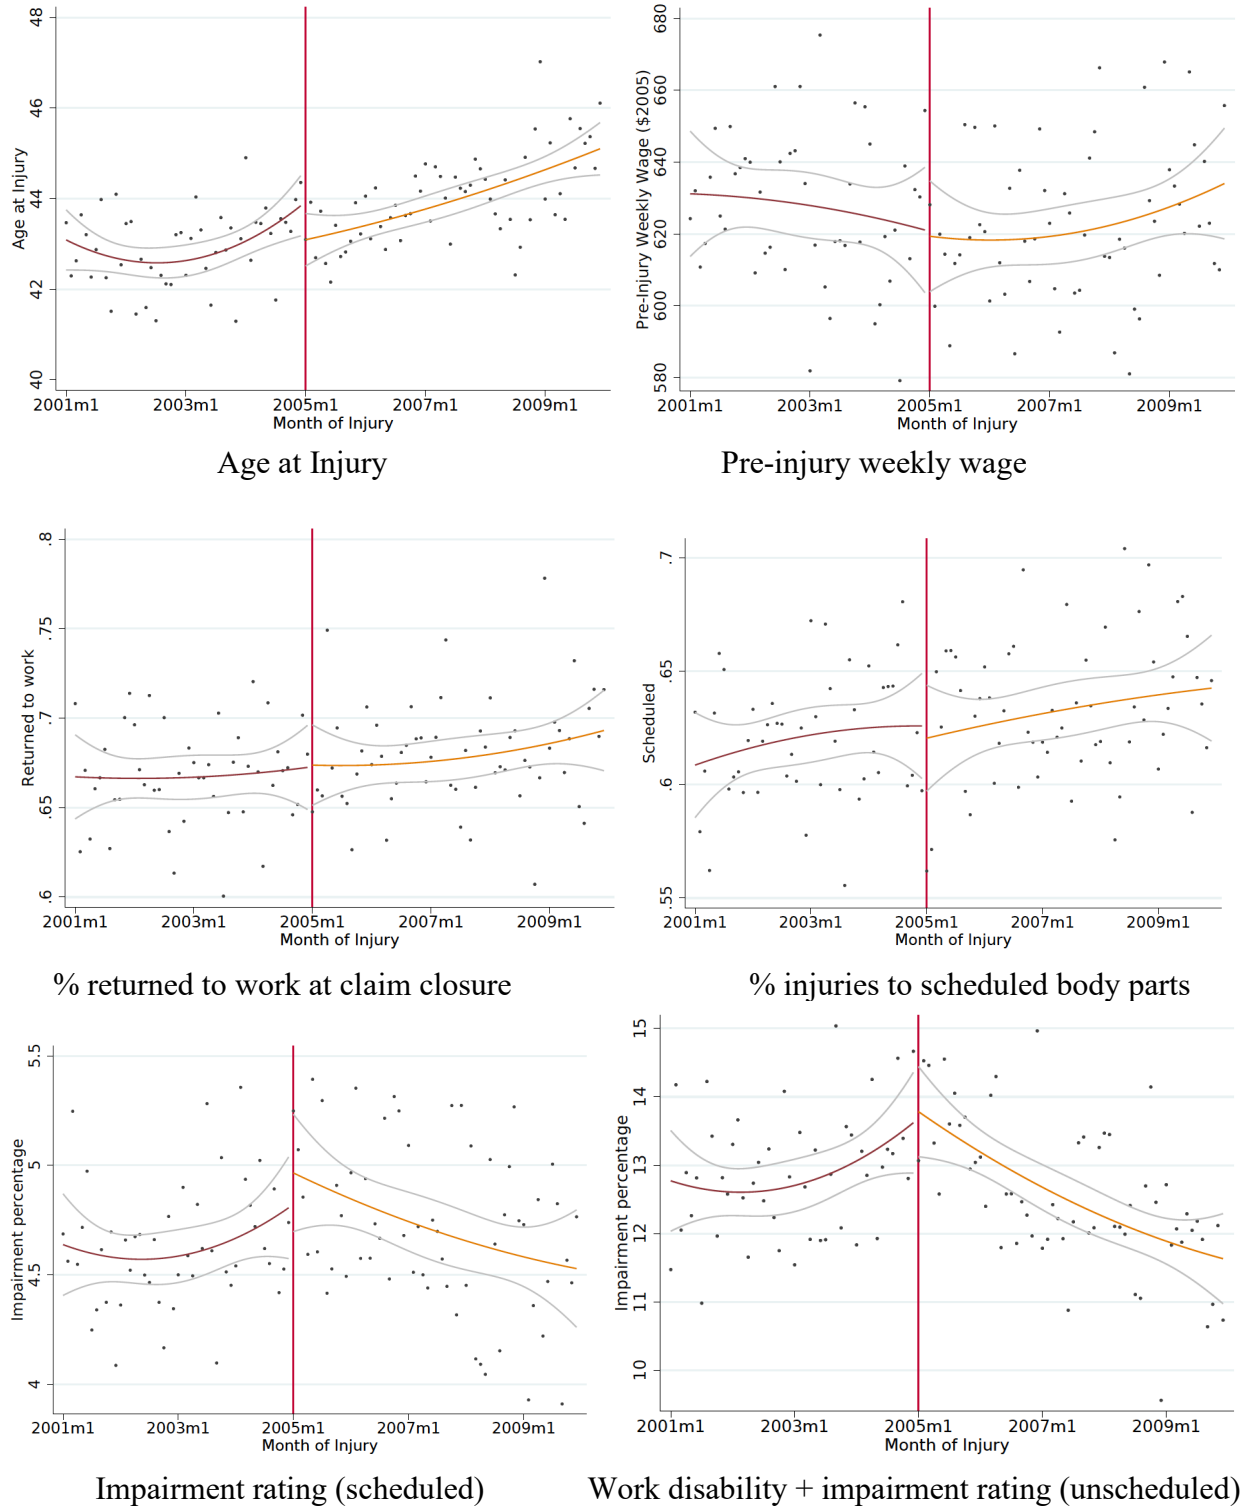 48
46
44
42
40
Age at Injury
2001m1 2003m1 2005m1 2007m1 2009m1
Month of Injury
Age at Injury
680
660
640
620
600
580
Pre-Injury Weekly Wage ($2005)
2001m1 2003m1 2005m1 2007m1 2009m1
Month of Injury
Pre-injury weekly wage
.8
.75
.7
.65
.6
Returned to work
2001m1 2003m1 2005m1 2007m1 2009m1
Month of Injury
% returned to work at claim closure
.7
.65
.6
.55
Scheduled
2001m1 2003m1 2005m1 2007m1 2009m1
Month of Injury
% injuries to scheduled body parts
5.5
5
4.5
4
Impairment percentage
2001m1 2003m1 2005m1 2007m1 2009m1
Month of Injury
Impairment rating (scheduled)
15
14
13
12
11
10
Impairment percentage
2001m1 2003m1 2005m1 2007m1 2009m1
Month of Injury
Work disability + impairment rating (unscheduled)